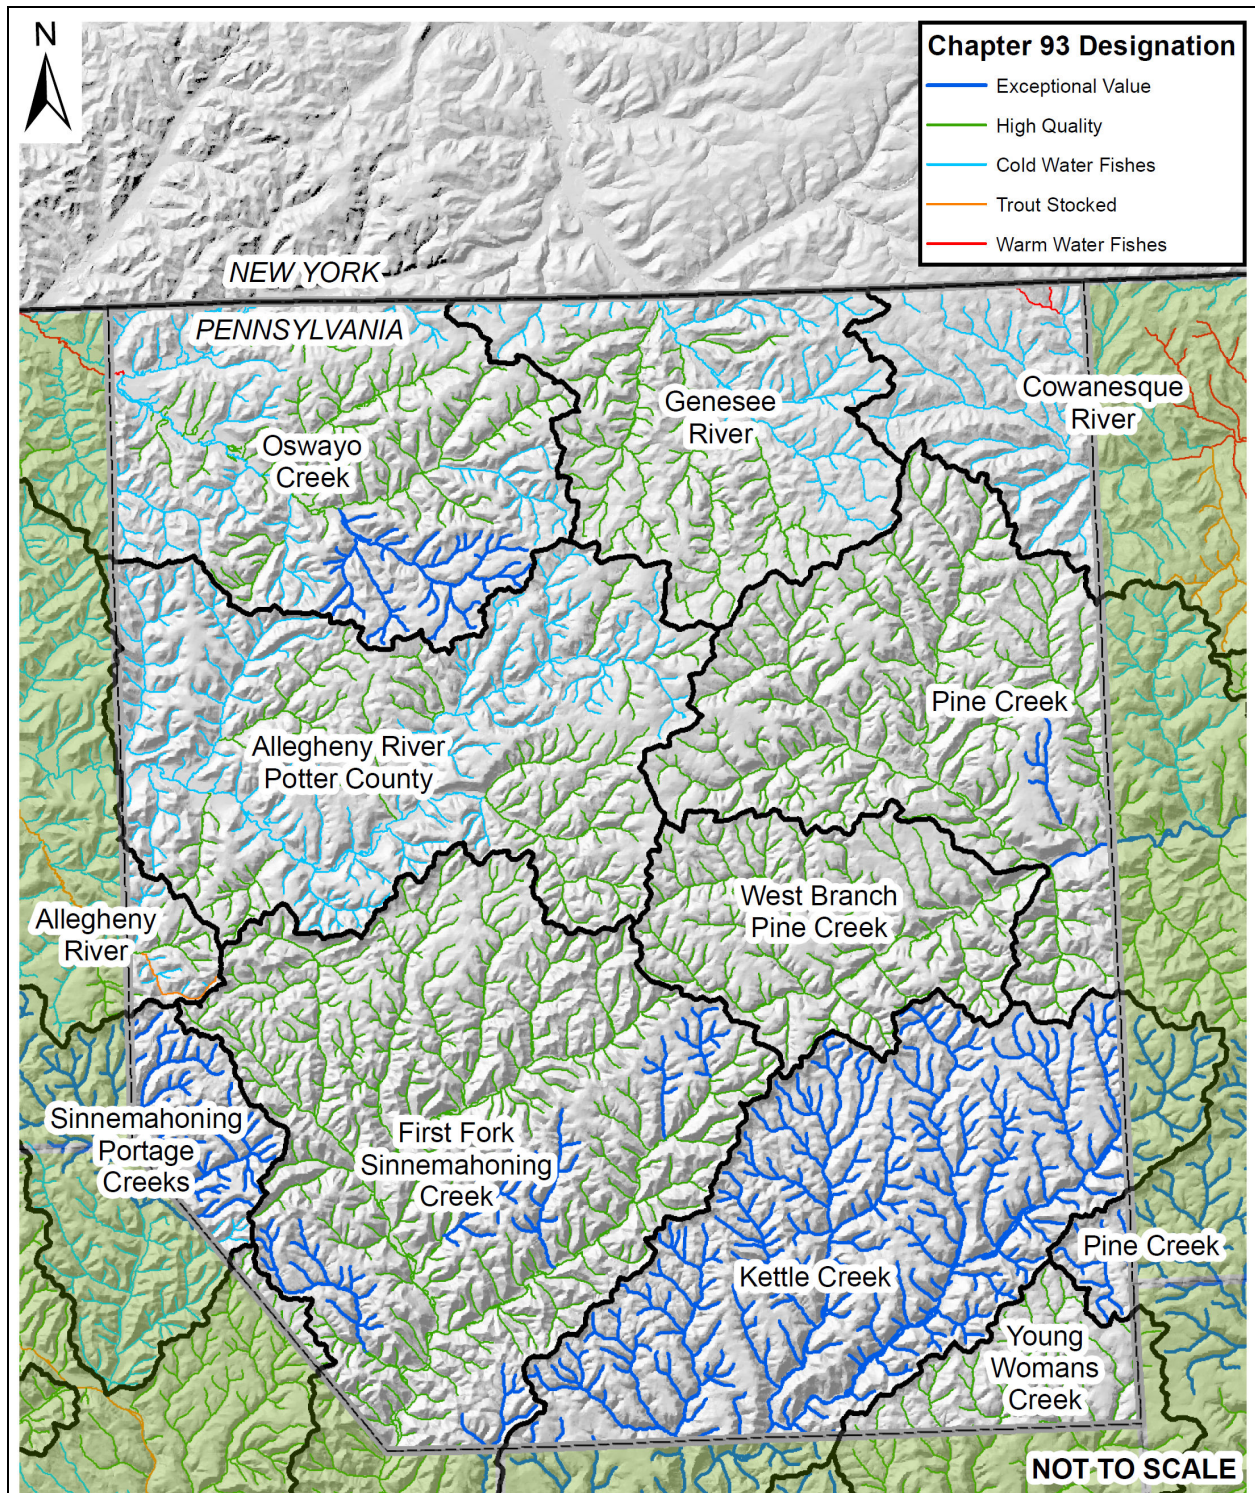 N
Chapter 93 Designation
Exceptional Value
High Quality
Cold Water Fishes
Trout Stocked
Warm Water Fishes
NEW YORK
PENNSYLVANIA
Oswayo
Creek
Genesee
River
Cowanesque
River
Pine Creek
Allegheny River
Potter County
West Branch
Pine Creek
Allegheny
River
Sinnemahoning
Portage
Creeks
First Fork
Sinnemahoning
Creek
Kettle Creek
Pine Creek
Young
Womans
Creek
NOT TO SCALE